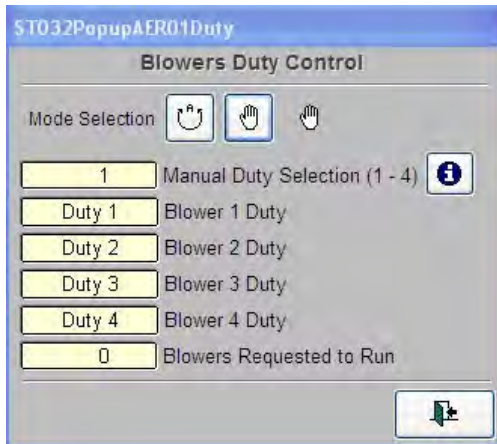 ST032PopupAER01Duty
Blowers Duty Control
Mode Selection A
1 Manual Duty Selection (1 - 4) i
Duty 1 Blower 1 Duty
Duty 2 Blower 2 Duty
Duty 3 Blower 3 Duty
Duty 4 Blower 4 Duty
0 Blowers Requested to Run